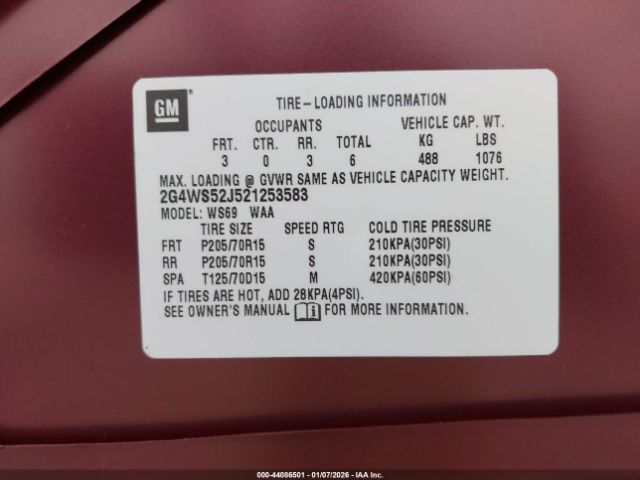 GM
TIRE-LOADING INFORMATION
OCCUPANTS VEHICLE CAP. WT.
FRT. CTR. RR. TOTAL KG LBS
3 0 3 6 488 1076
MAX. LOADING @ GVWR SAME AS VEHICLE CAPACITY WEIGHT.
2G4WS52J521253583
MODEL: WS69 WAA
TIRE SIZE SPEED RTG COLD TIRE PRESSURE
FRT P205/70R15 S 210KPA(30PSI)
RR P205/70R15 S 210KPA(30PSI)
SPA T125/70D15 M 420KPA(60PSI)
IF TIRES ARE HOT, ADD 28KPA(4PSI).
SEE OWNER'S MANUAL i FOR MORE INFORMATION.
000-44086501 - 01/07/2026 - IAA Inc.